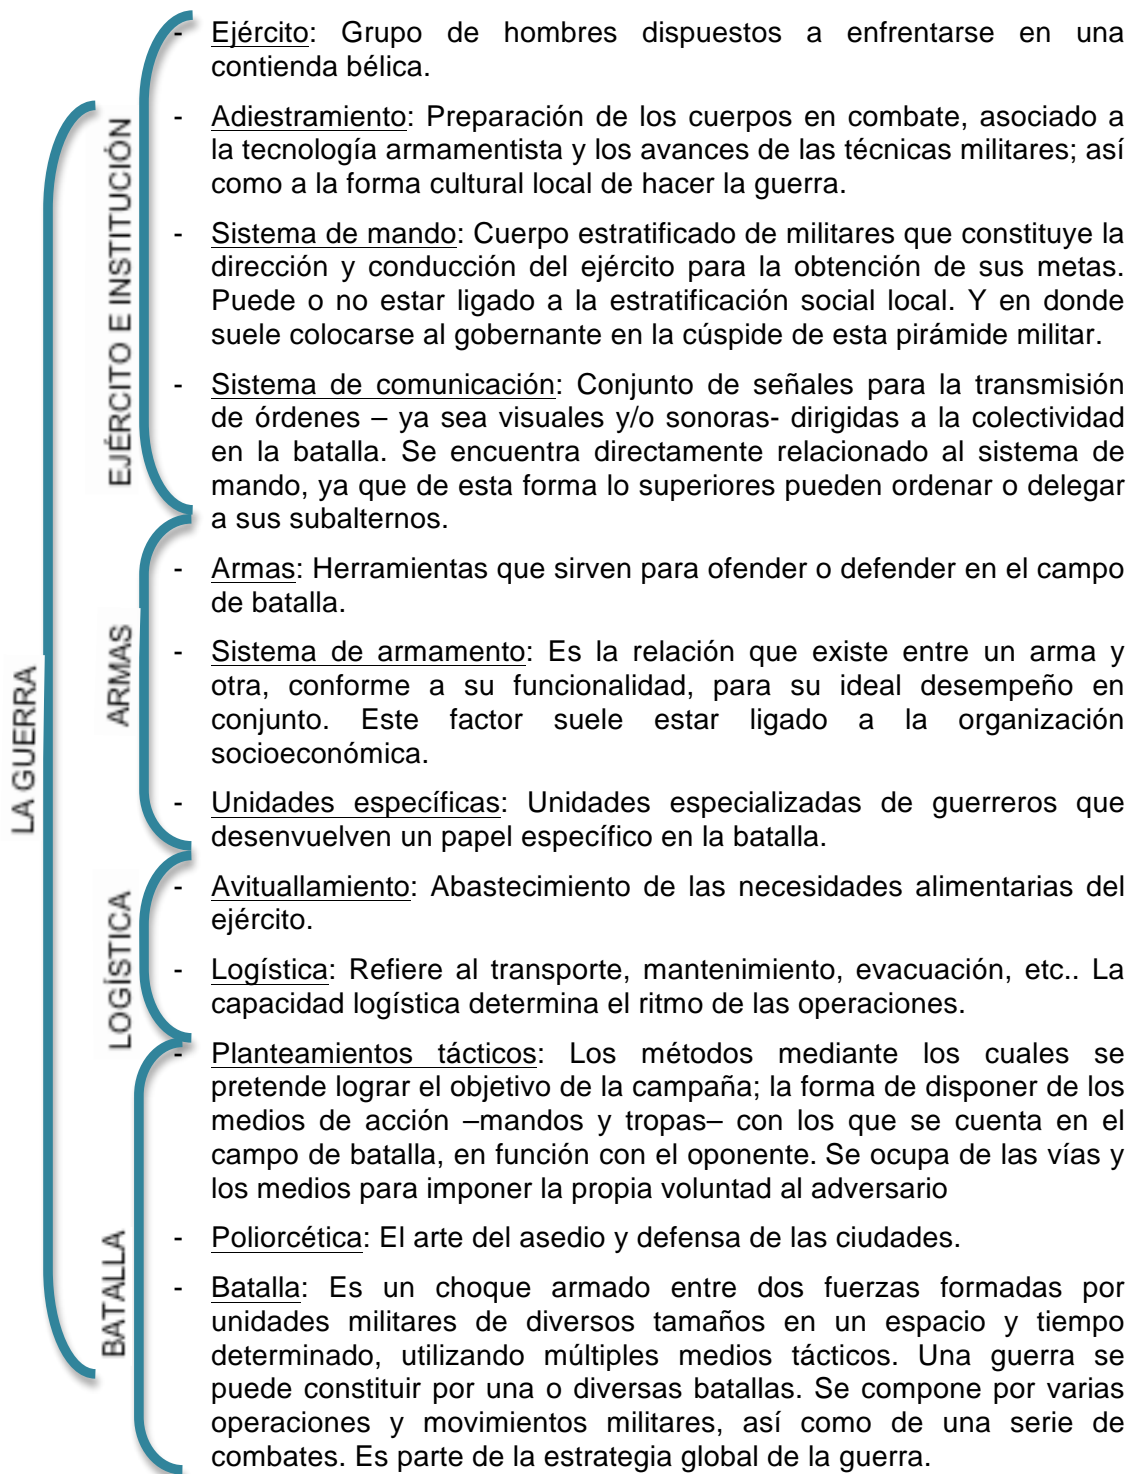 LA GUERRA
EJÉRCITO E INSTITUCIÓN
- Ejército: Grupo de hombres dispuestos a enfrentarse en una
contienda bélica.
- Adiestramiento: Preparación de los cuerpos en combate, asociado a
la tecnología armamentista y los avances de las técnicas militares; así
como a la forma cultural local de hacer la guerra.
- Sistema de mando: Cuerpo estratificado de militares que constituye la
dirección y conducción del ejército para la obtención de sus metas.
Puede o no estar ligado a la estratificación social local. Y en donde
suele colocarse al gobernante en la cúspide de esta pirámide militar.
- Sistema de comunicación: Conjunto de señales para la transmisión
de órdenes – ya sea visuales y/o sonoras- dirigidas a la colectividad
en la batalla. Se encuentra directamente relacionado al sistema de
mando, ya que de esta forma lo superiores pueden ordenar o delegar
a sus subalternos.
ARMAS
- Armas: Herramientas que sirven para ofender o defender en el campo
de batalla.
- Sistema de armamento: Es la relación que existe entre un arma y
otra, conforme a su funcionalidad, para su ideal desempeño en
conjunto. Este factor suele estar ligado a la organización
socioeconómica.
- Unidades específicas: Unidades especializadas de guerreros que
desenvuelven un papel específico en la batalla.
LOGÍSTICA
- Avituallamiento: Abastecimiento de las necesidades alimentarias del
ejército.
- Logística: Refiere al transporte, mantenimiento, evacuación, etc.. La
capacidad logística determina el ritmo de las operaciones.
BATALLA
- Planteamientos tácticos: Los métodos mediante los cuales se
pretende lograr el objetivo de la campaña; la forma de disponer de los
medios de acción –mandos y tropas– con los que se cuenta en el
campo de batalla, en función con el oponente. Se ocupa de las vías y
los medios para imponer la propia voluntad al adversario
- Poliorcética: El arte del asedio y defensa de las ciudades.
- Batalla: Es un choque armado entre dos fuerzas formadas por
unidades militares de diversos tamaños en un espacio y tiempo
determinado, utilizando múltiples medios tácticos. Una guerra se
puede constituir por una o diversas batallas. Se compone por varias
operaciones y movimientos militares, así como de una serie de
combates. Es parte de la estrategia global de la guerra.